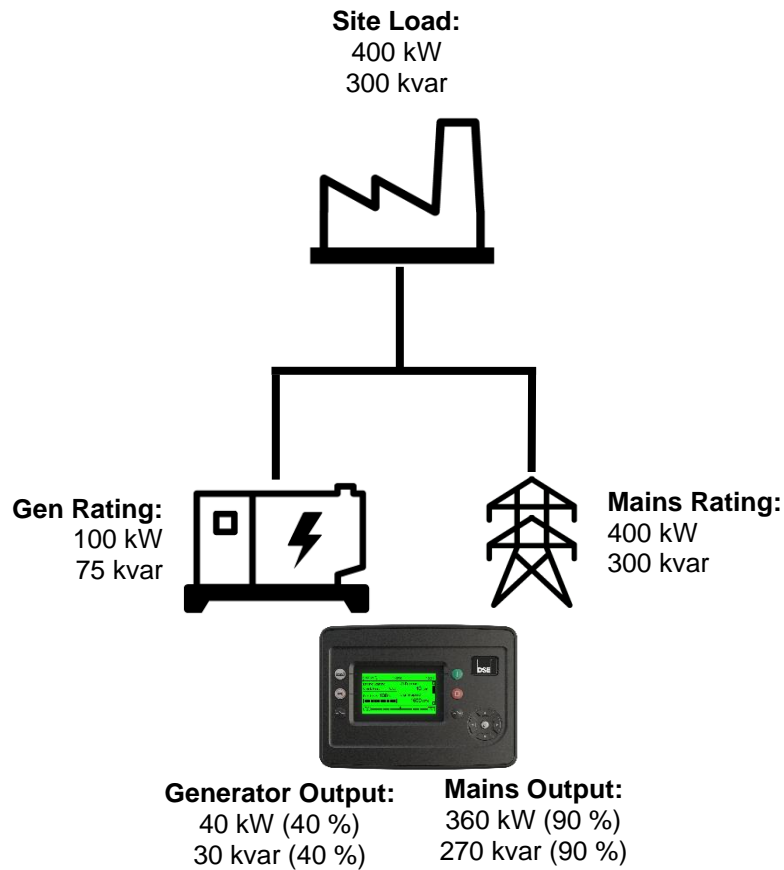 Site Load:
400 kW
300 kvar
Gen Rating:
100 kW
75 kvar
Mains Rating:
400 kW
300 kvar
DSE
Generator Output:
40 kW (40 %)
30 kvar (40 %)
Mains Output:
360 kW (90 %)
270 kvar (90 %)